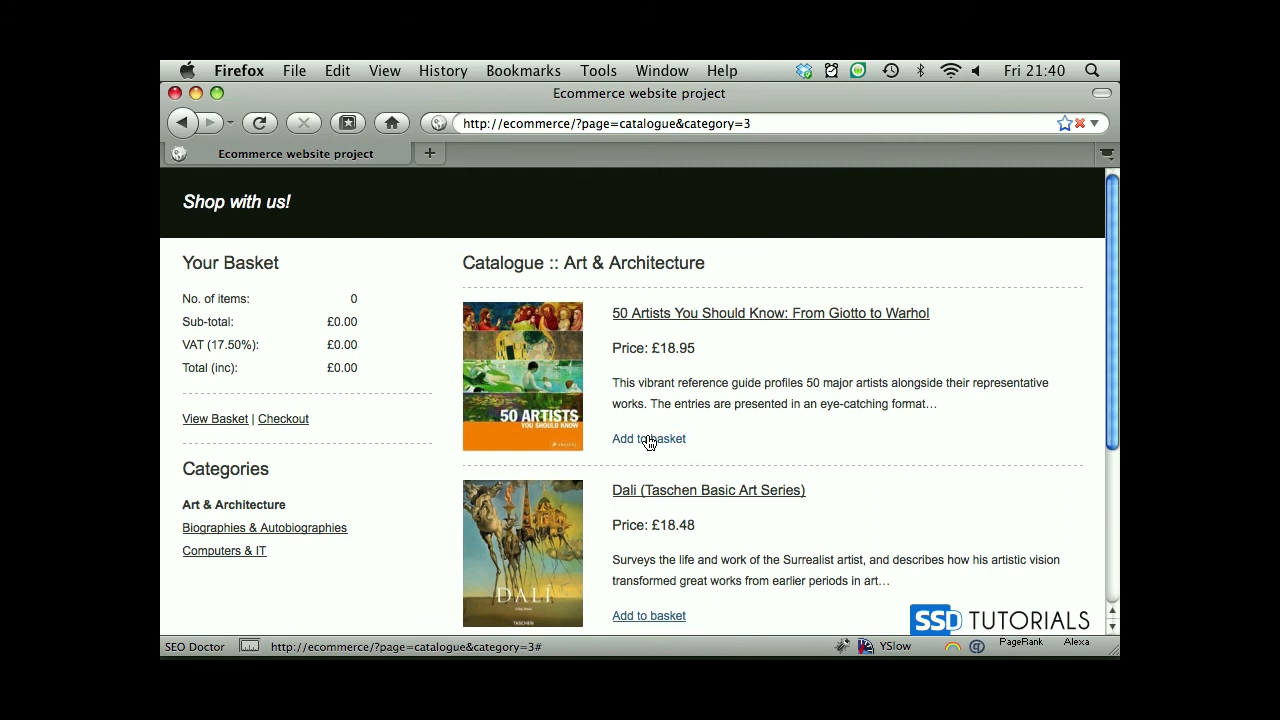 Firefox File Edit View History Bookmarks Tools Window Help Fri 21:40
Ecommerce website project
http://ecommerce/?page=catalogue&category=3
Ecommerce website project
Shop with us!
Your Basket
No. of items: 0
Sub-total: £0.00
VAT (17.50%): £0.00
Total (inc): £0.00
View Basket | Checkout
Categories
Art & Architecture
Biographies & Autobiographies
Computers & IT
Catalogue :: Art & Architecture
50 ARTISTS
YOU SHOULD KNOW
50 Artists You Should Know: From Giotto to Warhol
Price: £18.95
This vibrant reference guide profiles 50 major artists alongside their representative
works. The entries are presented in an eye-catching format…
Add to basket
DALÍ
TASCHEN
Dali (Taschen Basic Art Series)
Price: £18.48
Surveys the life and work of the Surrealist artist, and describes how his artistic vision
transformed great works from earlier periods in art…
Add to basket
SSD TUTORIALS
SEO Doctor http://ecommerce/?page=catalogue&category=3# YSlow PageRank Alexa